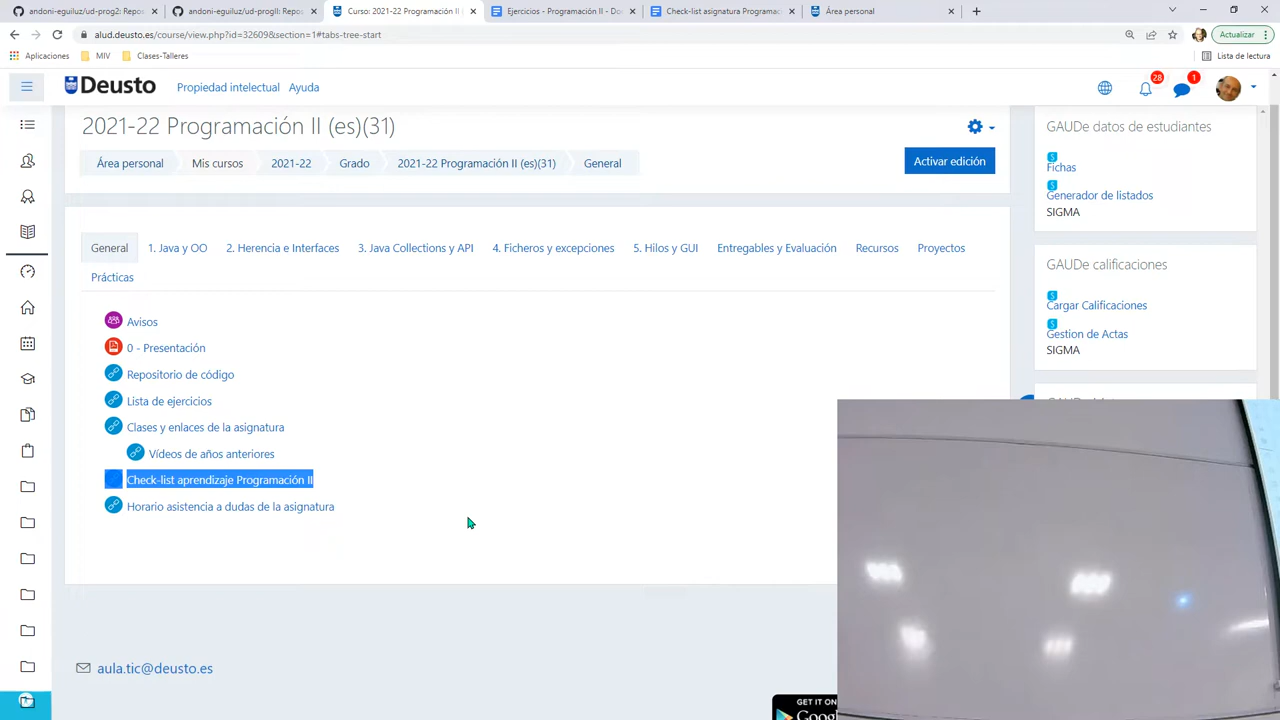 andoni-eguiluz/ud-prog2: Repo:
andoni-eguiluz/ud-progII: Repos
Curso: 2021-22 Programación II (
Ejercicios - Programación II - Do
Check-list asignatura Programac
Área personal
alud.deusto.es/course/view.php?id=32609&section=1#tabs-tree-start
Actualizar
Aplicaciones
MIV
Clases-Talleres
Lista de lectura
Deusto
Propiedad intelectual
Ayuda
28
1
2021-22 Programación II (es)(31)
Área personal
Mis cursos
2021-22
Grado
2021-22 Programación II (es)(31)
General
Activar edición
General
1. Java y OO
2. Herencia e Interfaces
3. Java Collections y API
4. Ficheros y excepciones
5. Hilos y GUI
Entregables y Evaluación
Recursos
Proyectos
Prácticas
Avisos
0 - Presentación
Repositorio de código
Lista de ejercicios
Clases y enlaces de la asignatura
Vídeos de años anteriores
Check-list aprendizaje Programación II
Horario asistencia a dudas de la asignatura
GAUDe datos de estudiantes
S
Fichas
S
Generador de listados
SIGMA
GAUDe calificaciones
S
Cargar Calificaciones
S
Gestion de Actas
SIGMA
aula.tic@deusto.es
GET IT ON